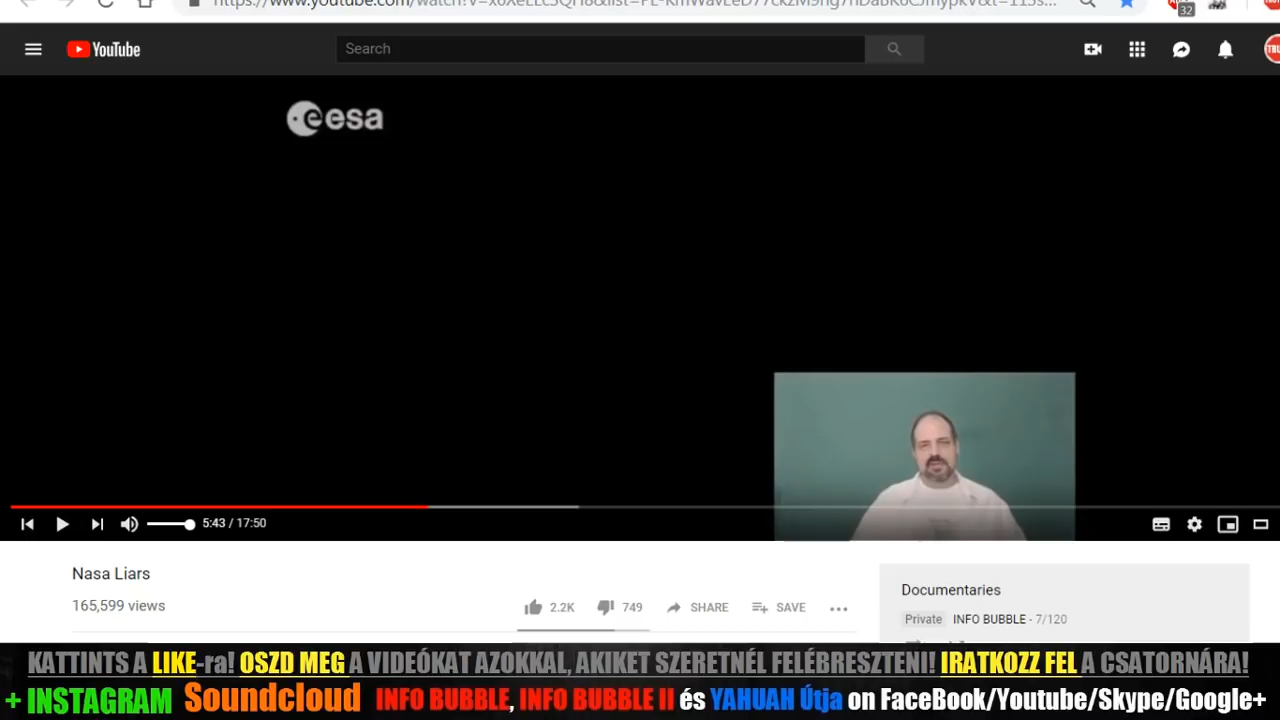 YouTube
Search
32
esa
5:43 / 17:50
Nasa Liars
165,599 views
2.2K
749
SHARE
SAVE
Documentaries
Private INFO BUBBLE - 7/120
KATTINTS A LIKE-ra! OSZD MEG A VIDEÓKAT AZOKKAL, AKIKET SZERETNÉL FELÉBRESZTENI! IRATKOZZ FEL A CSATORNÁRA!
+ INSTAGRAM Soundcloud INFO BUBBLE, INFO BUBBLE II és YAHUAH Útja on FaceBook/Youtube/Skype/Google+